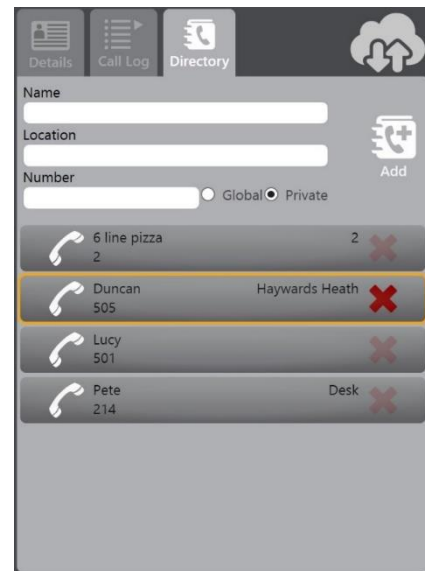 Details Call Log Directory
Name
Location
Add
Number
Global Private
6 line pizza 2
2
Duncan Haywards Heath
505
Lucy
501
Pete Desk
214